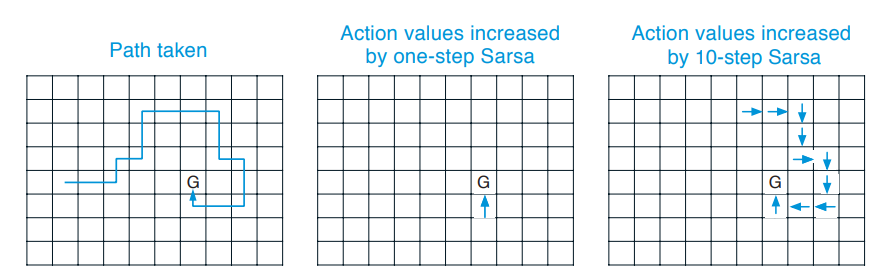 Path taken
Action values increased
by one-step Sarsa
Action values increased
by 10-step Sarsa
G
G
G